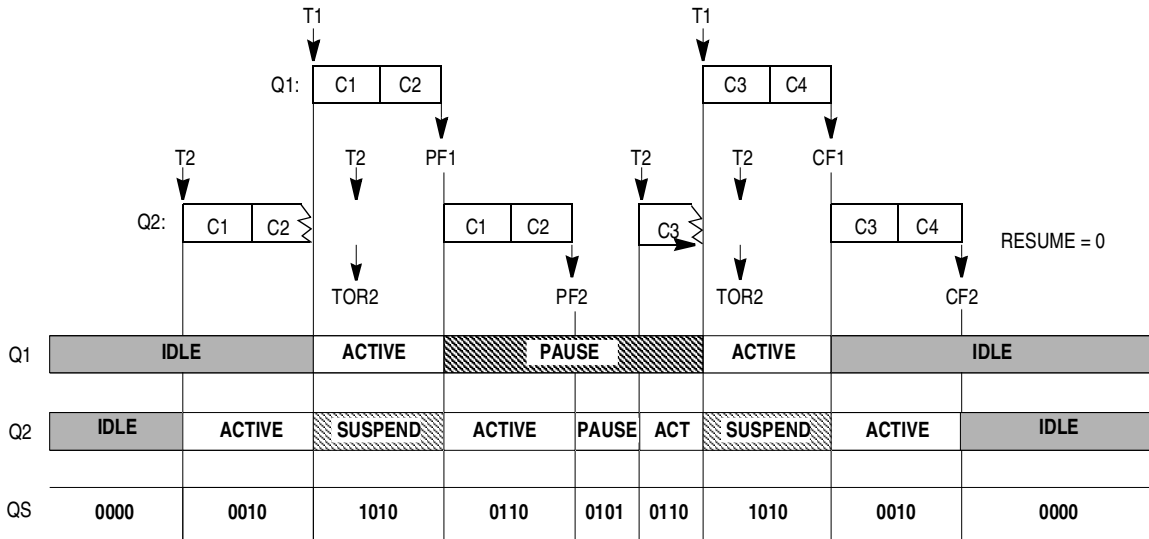 T1 T1
Q1: C1 C2 C3 C4
T2 T2 PF1 T2 T2 CF1
Q2: C1 C2 C1 C2 C3 C3 C4
RESUME = 0
TOR2 PF2 TOR2 CF2
Q1 IDLE ACTIVE PAUSE ACTIVE IDLE
Q2 IDLE ACTIVE SUSPEND ACTIVE PAUSE ACT SUSPEND ACTIVE IDLE
QS 0000 0010 1010 0110 0101 0110 1010 0010 0000